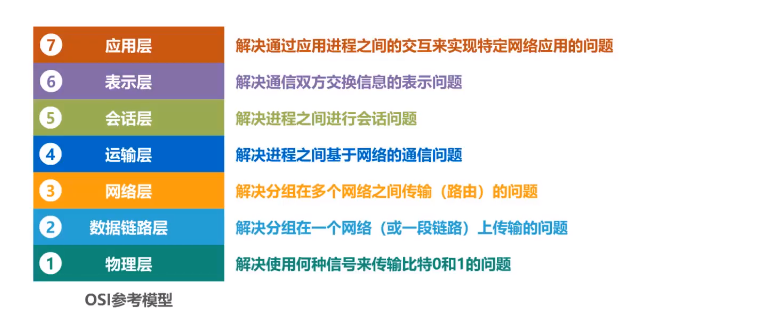 7 应用层 解决通过应用进程之间的交互来实现特定网络应用的问题
6 表示层 解决通信双方交换信息的表示问题
5 会话层 解决进程之间进行会话问题
4 运输层 解决进程之间基于网络的通信问题
3 网络层 解决分组在多个网络之间传输（路由）的问题
2 数据链路层 解决分组在一个网络（或一段链路）上传输的问题
1 物理层 解决使用何种信号来传输比特0和1的问题
OSI参考模型